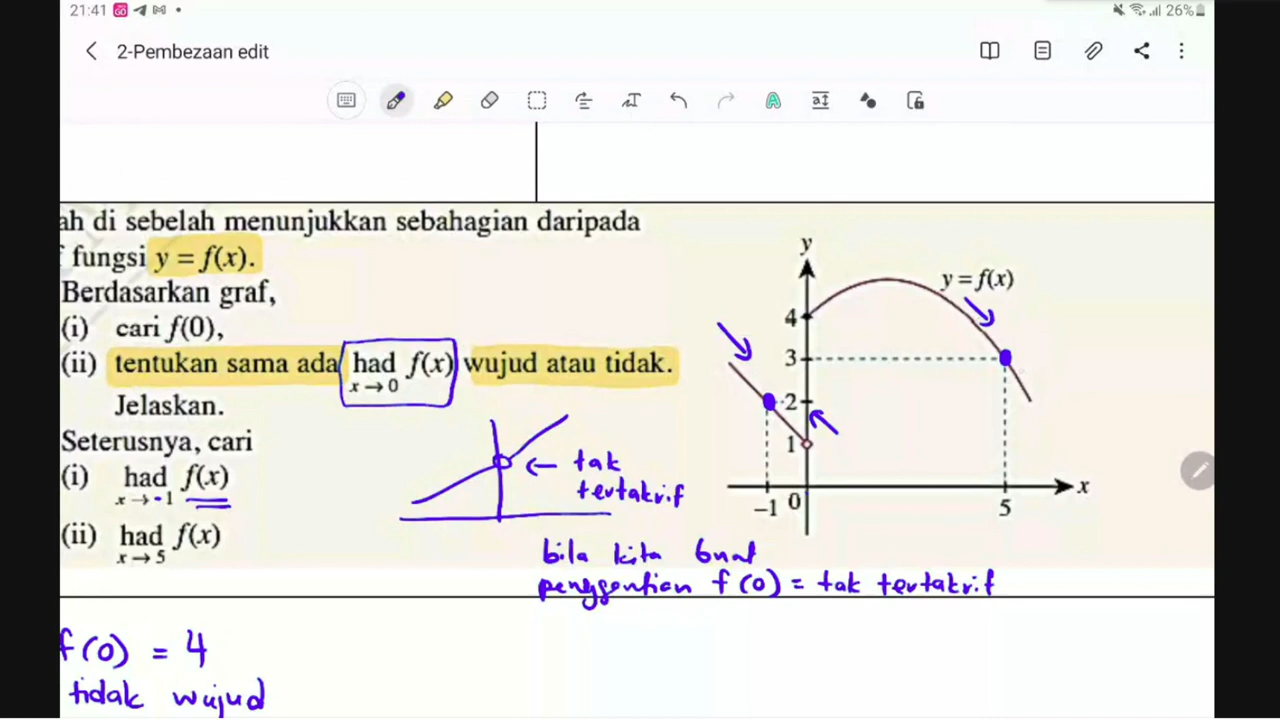 21:41 GO
26%
2-Pembezaan edit
ah di sebelah menunjukkan sebahagian daripada
fungsi y = f(x).
Berdasarkan graf,
(i) cari f(0),
(ii) tentukan sama ada had f(x) wujud atau tidak.
x→0
Jelaskan.
Seterusnya, cari
(i) had f(x)
x→-1
(ii) had f(x)
x→5
← tak
tertakrif
y
y = f(x)
4
3
2
1
-1 0 5 x
bila kita buat
penggantian f(0) = tak tertakrif
f(0) = 4
tidak wujud